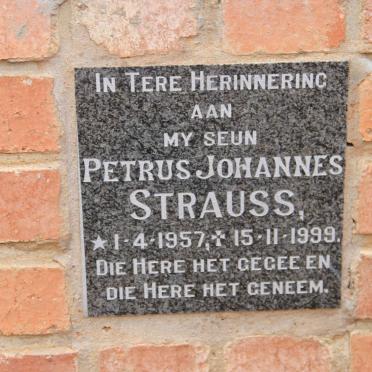 In Tere Herinnering
aan
my seun
Petrus Johannes
Strauss,
★ 1-4-1957, ✝ 15-11-1999.
Die Here het gegee en
die Here het geneem.